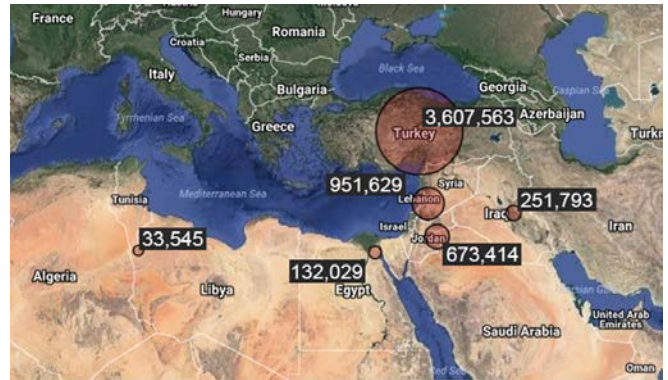 France
Hungary
Romania
Croatia
Serbia
Italy
Bulgaria
Black Sea
Georgia
Caspian Sea
Azerbaijan
Tyrrhenian Sea
Greece
Turkey
3,607,563
Mediterranean Sea
951,629
Syria
Lebanon
251,793
Tunisia
Israel
Iraq
Iran
33,545
Jordan
673,414
132,029
Algeria
Libya
Egypt
United Arab
Emirates
Saudi Arabia
Red Sea
Oman